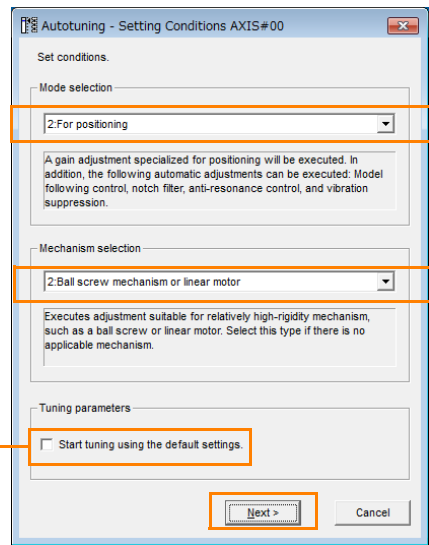 Autotuning - Setting Conditions AXIS#00
Set conditions.
Mode selection
2:For positioning
A gain adjustment specialized for positioning will be executed. In
addition, the following automatic adjustments can be executed: Model
following control, notch filter, anti-resonance control, and vibration
suppression.
Mechanism selection
2:Ball screw mechanism or linear motor
Executes adjustment suitable for relatively high-rigidity mechanism,
such as a ball screw or linear motor. Select this type if there is no
applicable mechanism.
Tuning parameters
Start tuning using the default settings.
Next >
Cancel